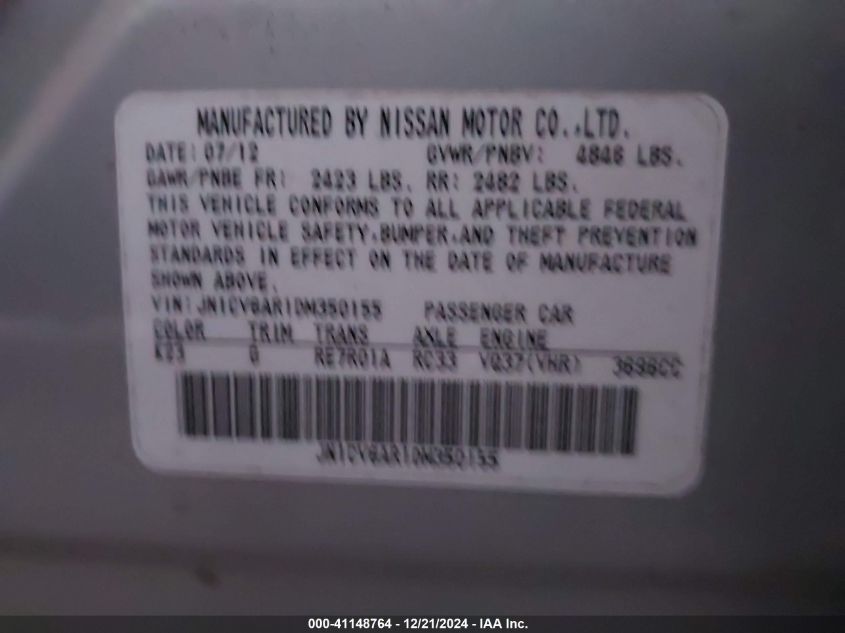 MANUFACTURED BY NISSAN MOTOR CO.,LTD.
DATE: 07/12 GVWR/PNBV: 4846 LBS.
GAWR/PNBE FR: 2423 LBS. RR: 2482 LBS.
THIS VEHICLE CONFORMS TO ALL APPLICABLE FEDERAL
MOTOR VEHICLE SAFETY,BUMPER,AND THEFT PREVENTION
STANDARDS IN EFFECT ON THE DATE OF MANUFACTURE
SHOWN ABOVE.
VIN: JN1CV6AR1DM350155 PASSENGER CAR
COLOR TRIM TRANS AXLE ENGINE
K23 G RE7R01A RC33 VQ37(VHR) 3696CC
JN1CV6AR1DM350155
000-41148764 - 12/21/2024 - IAA Inc.